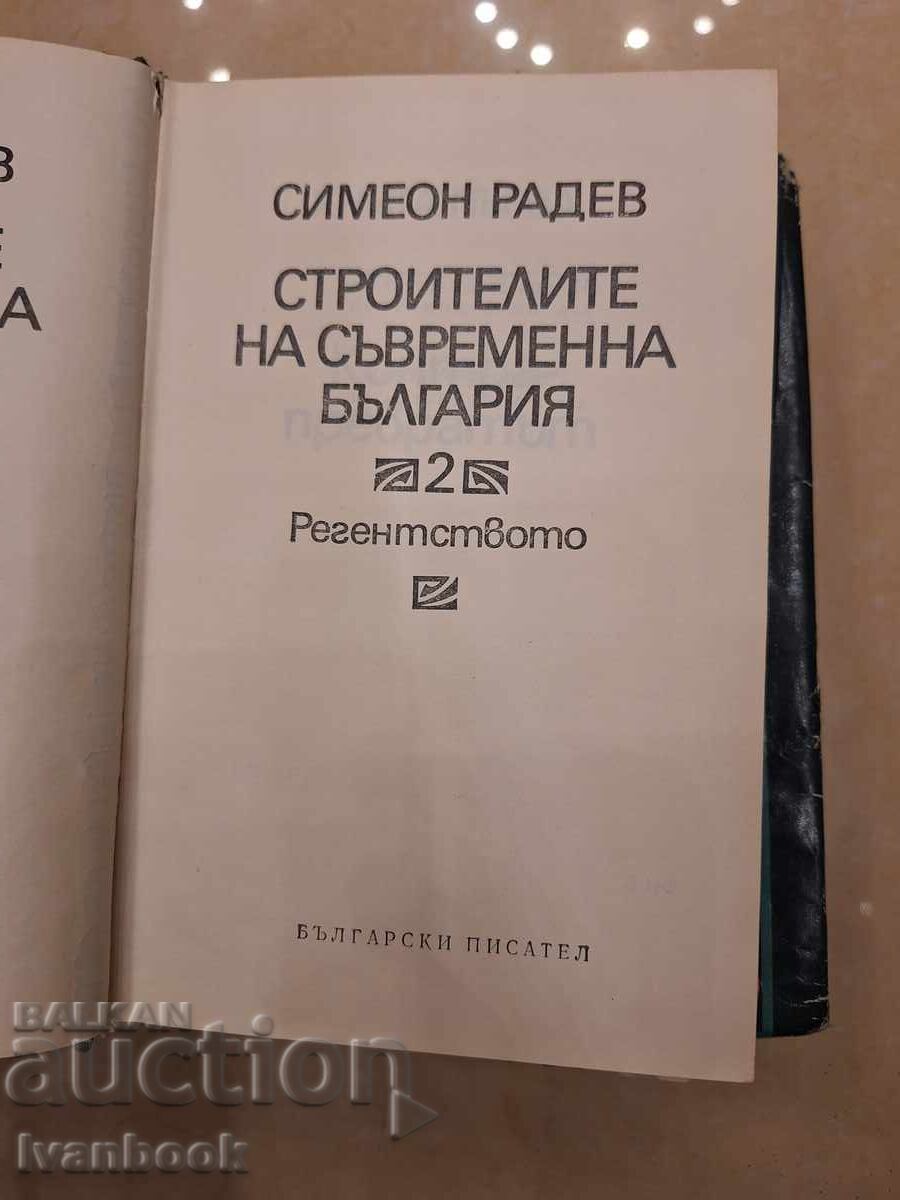 В
Е
А
СИМЕОН РАДЕВ
СТРОИТЕЛИТЕ
НА СЪВРЕМЕННА
БЪЛГАРИЯ
2
Регентството
БЪЛГАРСКИ ПИСАТЕЛ
BALKAN
auction
Ivanbook